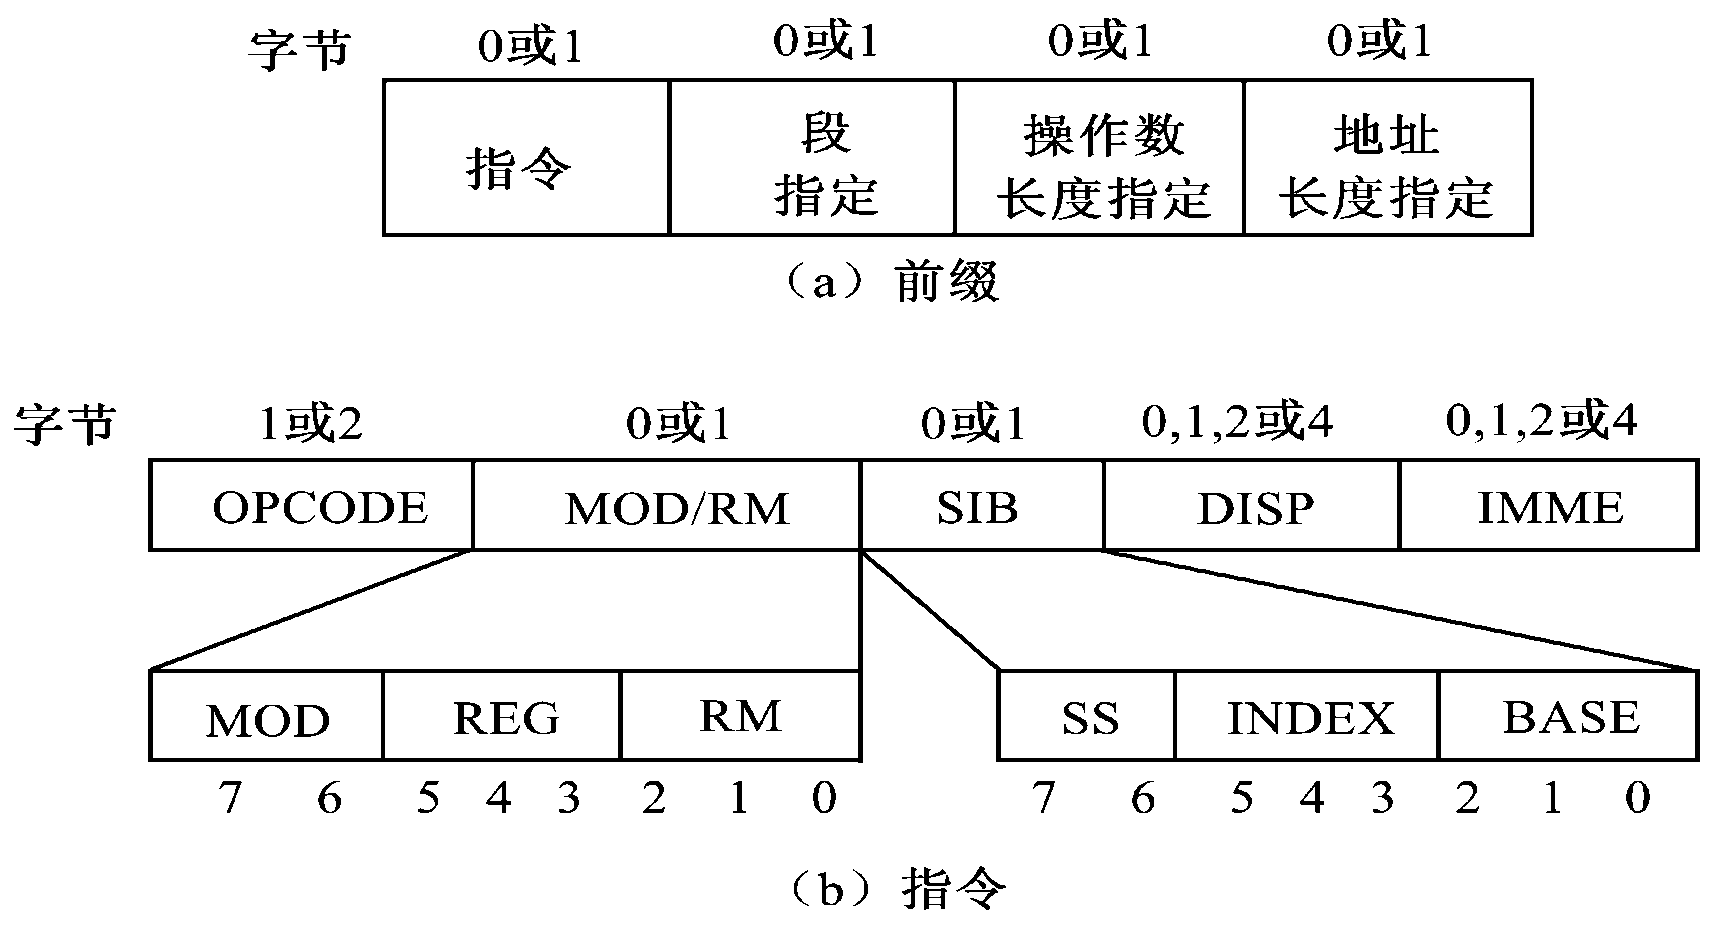 字节 0或1 0或1 0或1 0或1
指令 段指定 操作数长度指定 地址长度指定
（a）前缀
字节 1或2 0或1 0或1 0,1,2或4 0,1,2或4
OPCODE MOD/RM SIB DISP IMME
MOD REG RM SS INDEX BASE
7 6 5 4 3 2 1 0 7 6 5 4 3 2 1 0
（b）指令